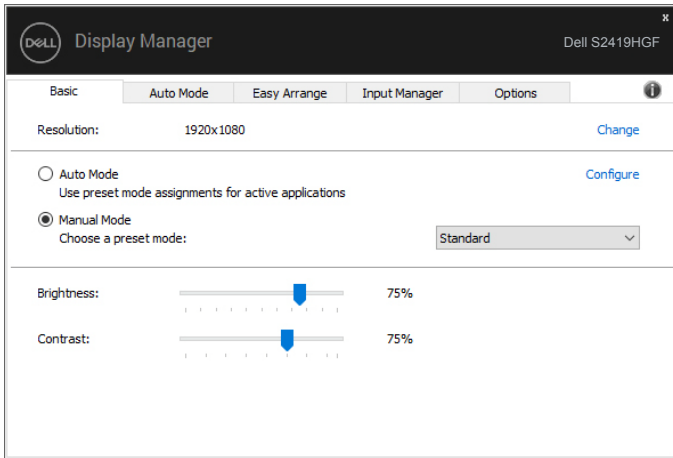 x
DELL Display Manager Dell S2419HGF
Basic Auto Mode Easy Arrange Input Manager Options i
Resolution: 1920x1080 Change
Auto Mode Configure
Use preset mode assignments for active applications
Manual Mode
Choose a preset mode: Standard
Brightness: 75%
Contrast: 75%